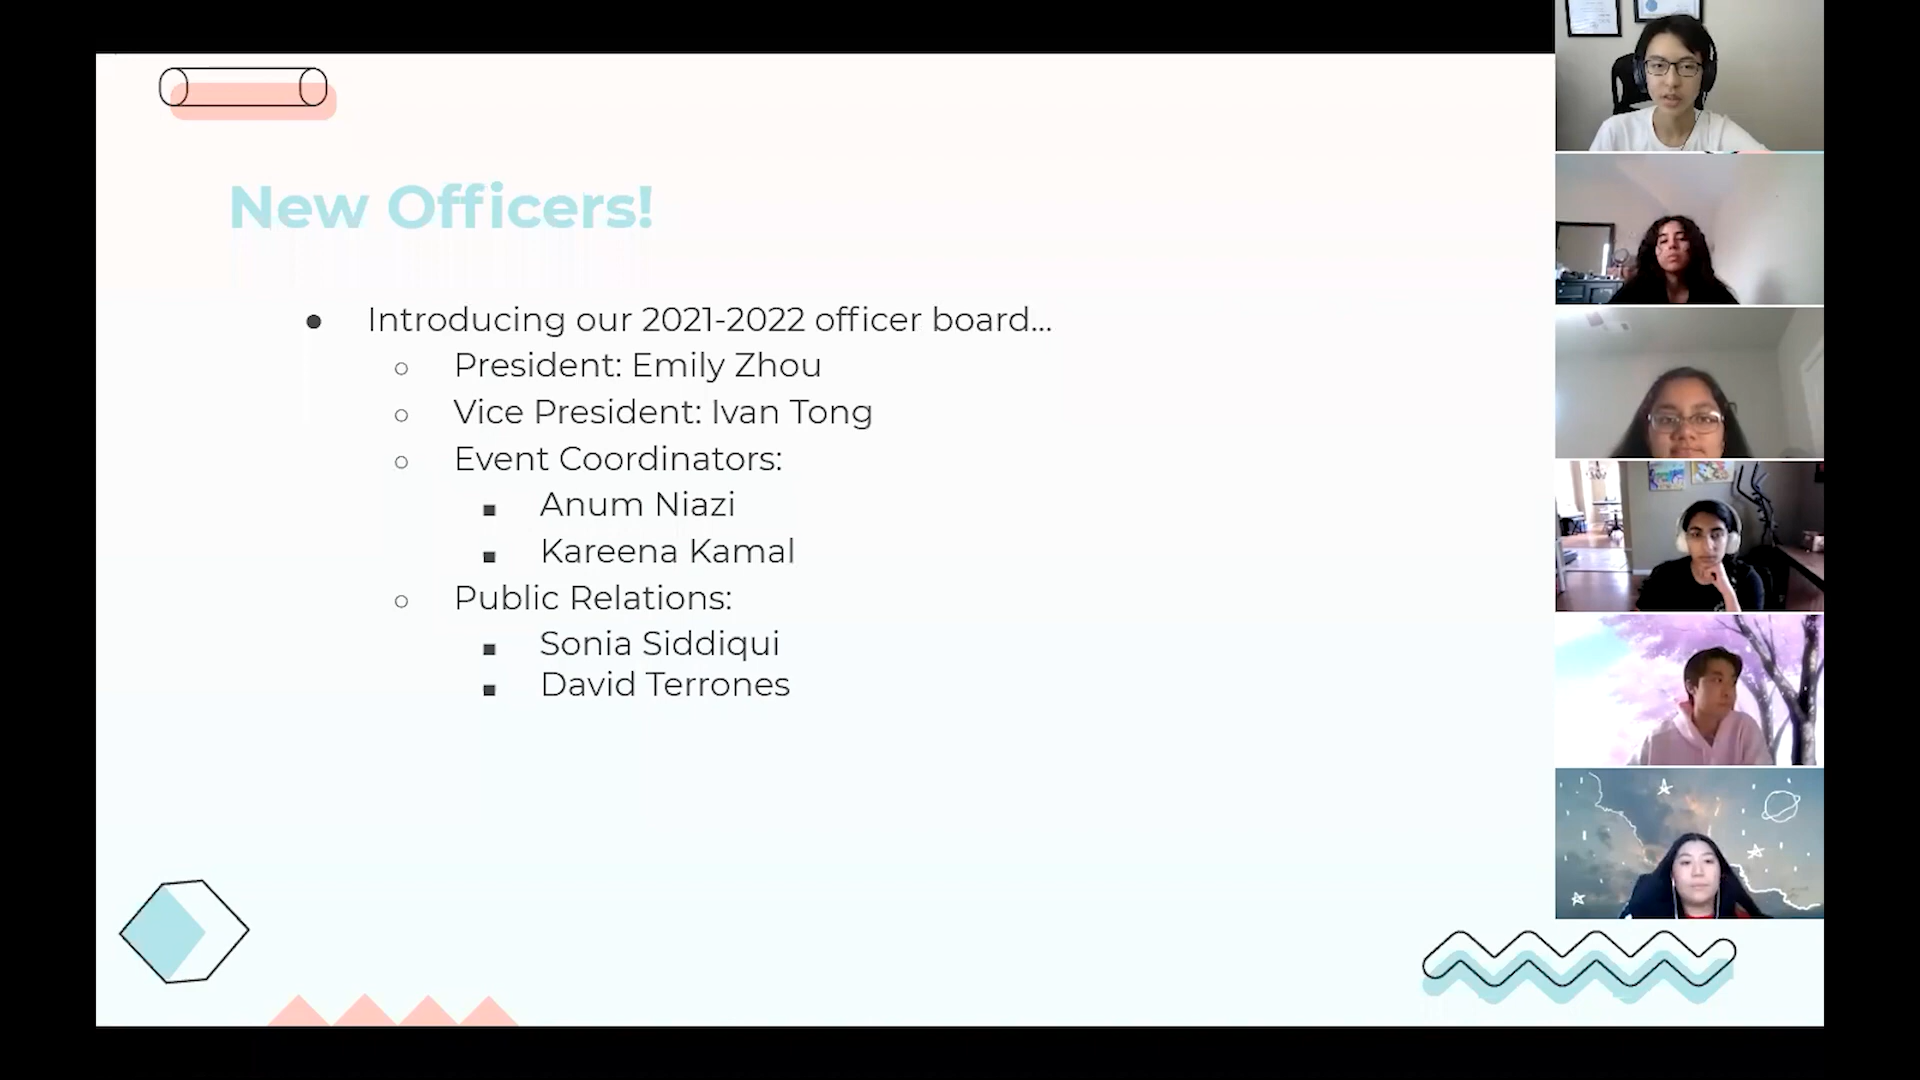 New Officers!
● Introducing our 2021-2022 officer board...
○ President: Emily Zhou
○ Vice President: Ivan Tong
○ Event Coordinators:
■ Anum Niazi
■ Kareena Kamal
○ Public Relations:
■ Sonia Siddiqui
■ David Terrones